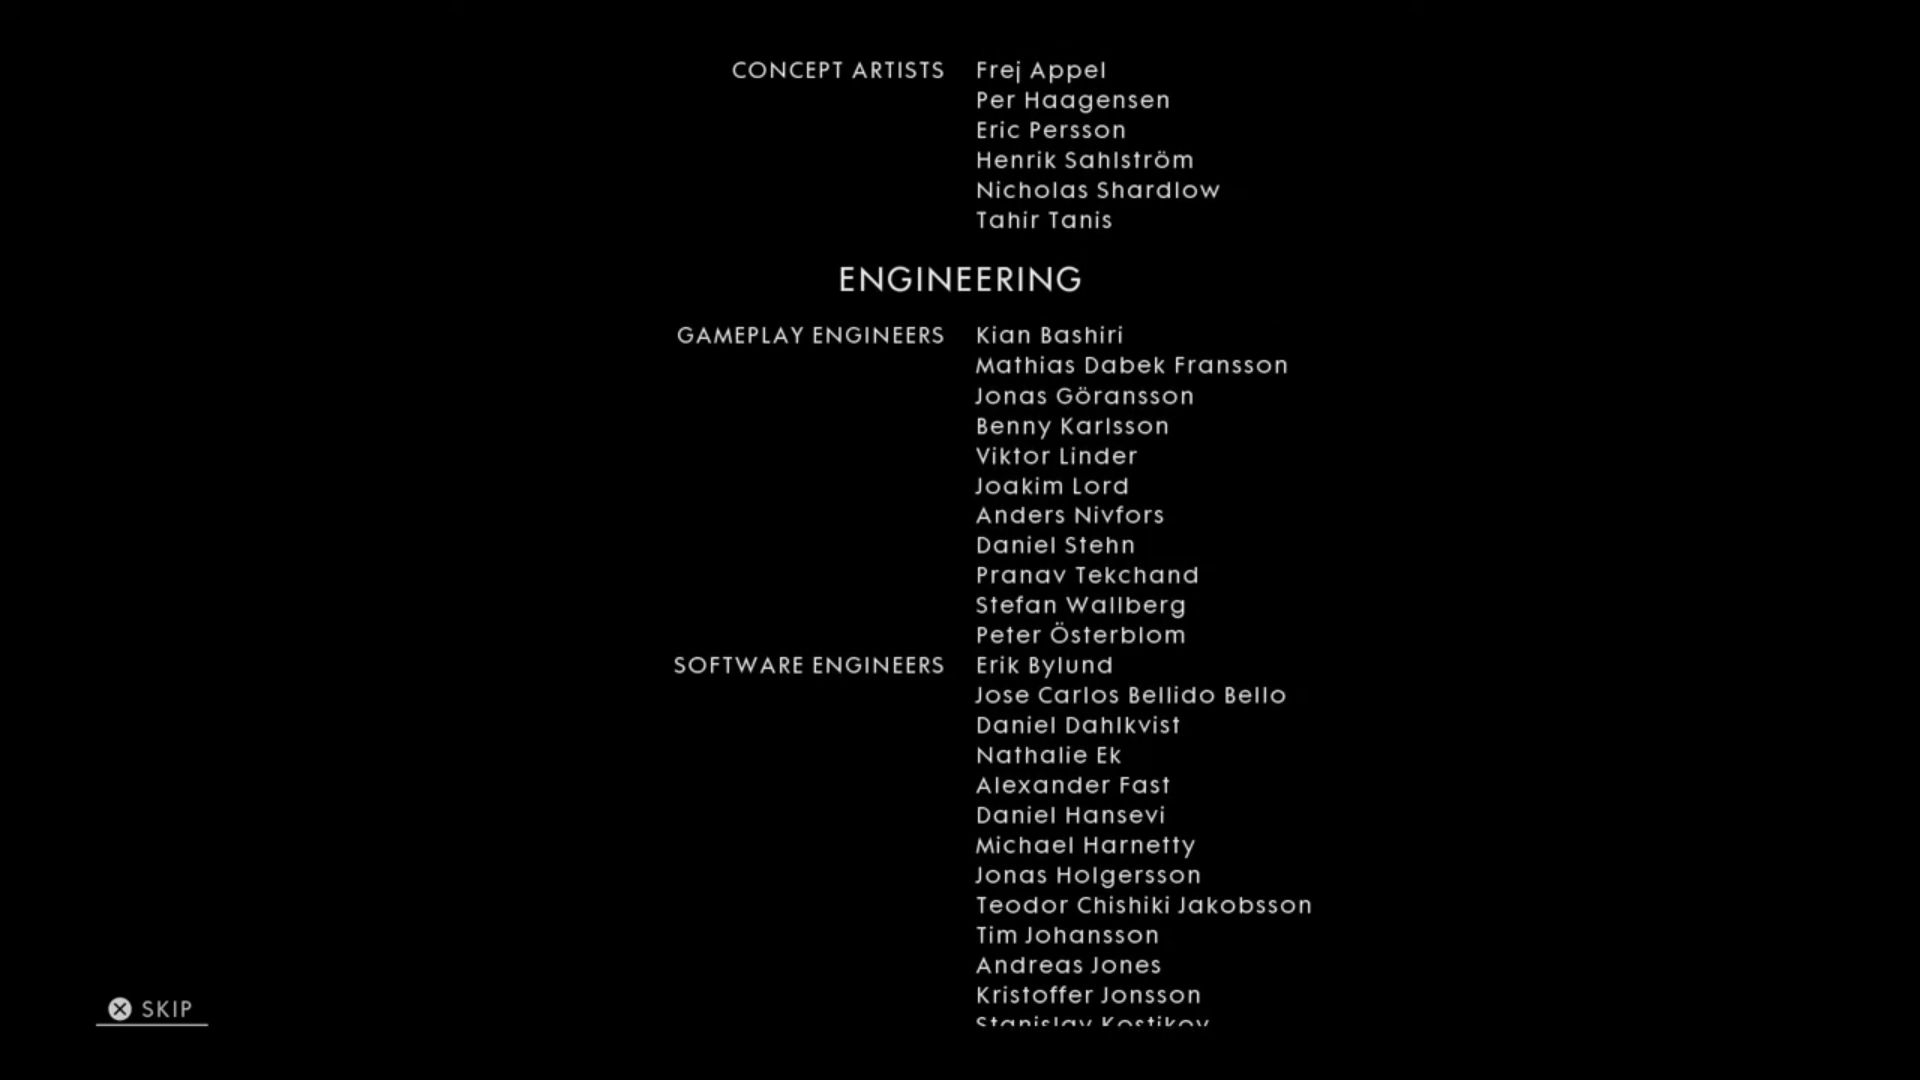 CONCEPT ARTISTS Frej Appel
Per Haagensen
Eric Persson
Henrik Sahlström
Nicholas Shardlow
Tahir Tanis
ENGINEERING
GAMEPLAY ENGINEERS Kian Bashiri
Mathias Dabek Fransson
Jonas Göransson
Benny Karlsson
Viktor Linder
Joakim Lord
Anders Nivfors
Daniel Stehn
Pranav Tekchand
Stefan Wallberg
Peter Österblom
SOFTWARE ENGINEERS Erik Bylund
Jose Carlos Bellido Bello
Daniel Dahlkvist
Nathalie Ek
Alexander Fast
Daniel Hansevi
Michael Harnetty
Jonas Holgersson
Teodor Chishiki Jakobsson
Tim Johansson
Andreas Jones
Kristoffer Jonsson
Stanislav Kostikov
SKIP